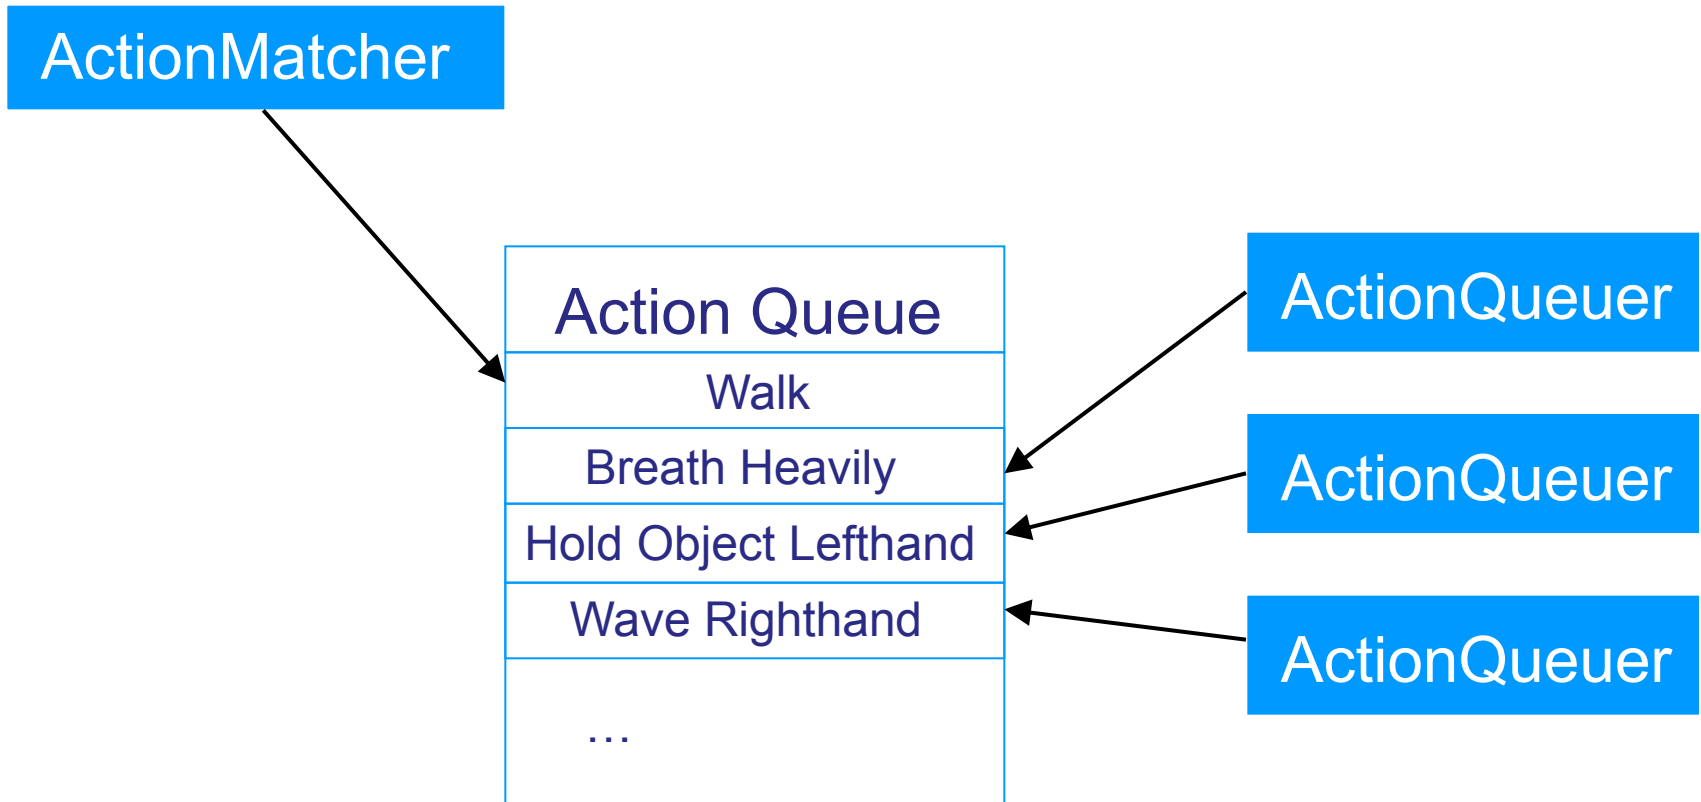 ActionMatcher
Action Queue
Walk
Breath Heavily
Hold Object Lefthand
Wave Righthand
…
ActionQueuer
ActionQueuer
ActionQueuer